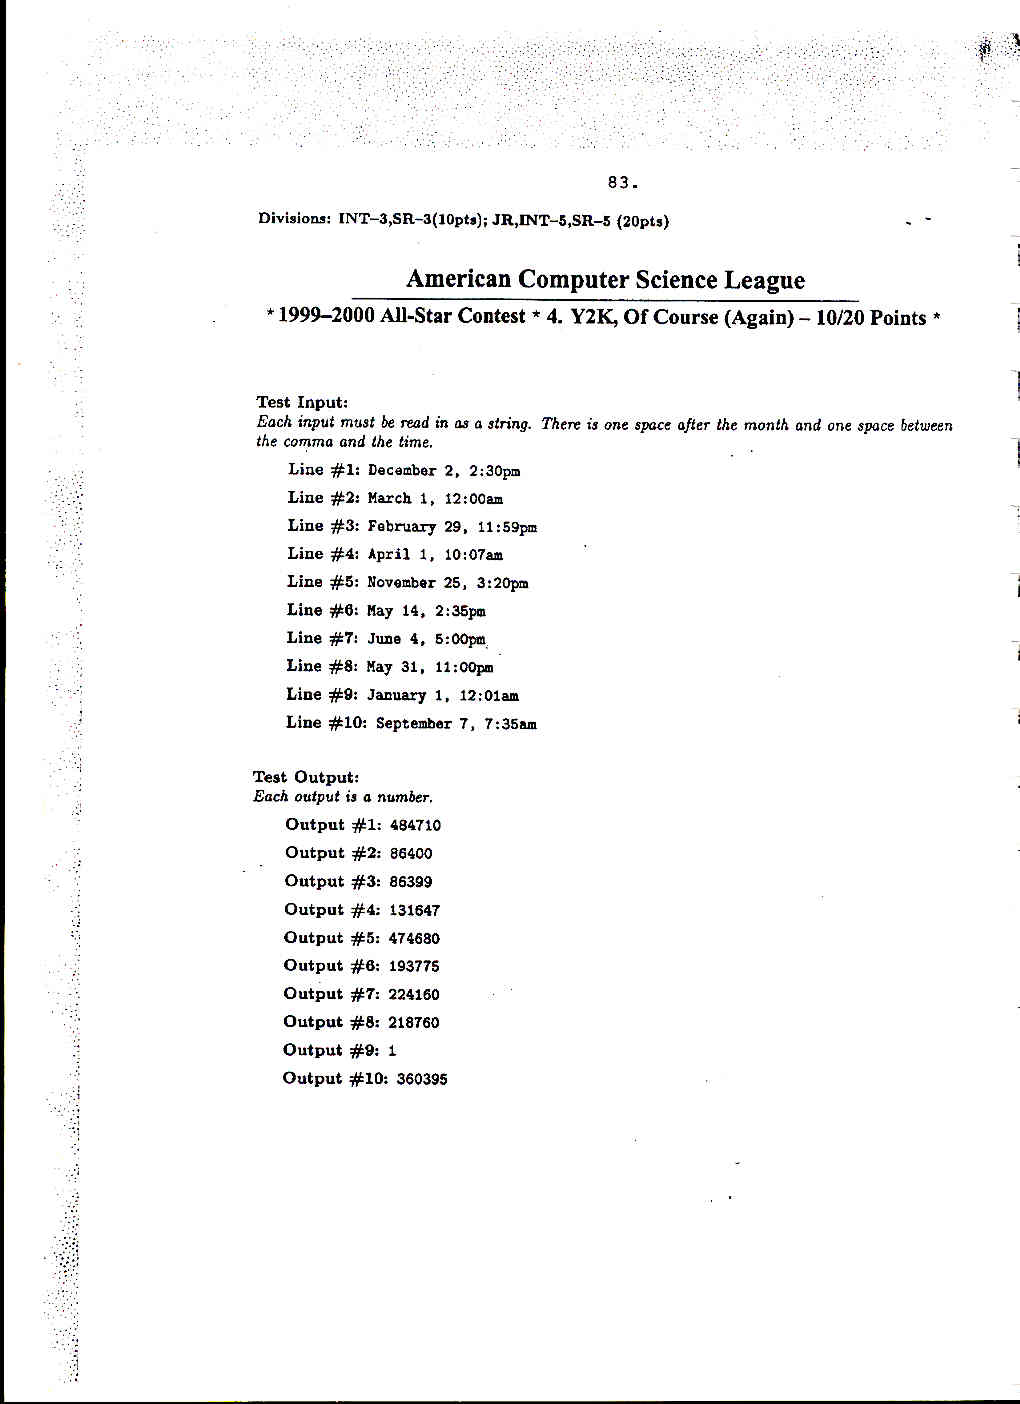 83.
Divisions: INT–3,SR–3(10pts); JR,INT–5,SR–5 (20pts)
American Computer Science League
* 1999–2000 All-Star Contest * 4. Y2K, Of Course (Again) – 10/20 Points *
Test Input:
Each input must be read in as a string. There is one space after the month and one space between
the comma and the time.
Line #1: December 2, 2:30pm
Line #2: March 1, 12:00am
Line #3: February 29, 11:59pm
Line #4: April 1, 10:07am
Line #5: November 25, 3:20pm
Line #6: May 14, 2:35pm
Line #7: June 4, 5:00pm
Line #8: May 31, 11:00pm
Line #9: January 1, 12:01am
Line #10: September 7, 7:35am
Test Output:
Each output is a number.
Output #1: 484710
Output #2: 86400
Output #3: 86399
Output #4: 131647
Output #5: 474680
Output #6: 193775
Output #7: 224160
Output #8: 218760
Output #9: 1
Output #10: 360395